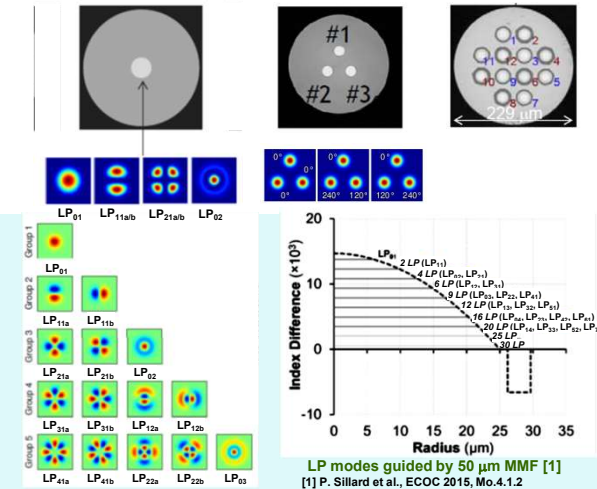 #1
#2 #3
1 2
11 12 3 4
10 9 6 5
8 7
229 µm
0° 0° 0°
0°
0° 240° 120° 120° 240°
LP01 LP11a/b LP21a/b LP02
Group 1
LP01
Group 2
LP11a LP11b
Group 3
LP21a LP21b LP02
Group 4
LP31a LP31b LP12a LP12b
Group 5
LP41a LP41b LP22a LP22b LP03
Index Difference (×10³)
20
10
0
-10
LP01
2 LP (LP11)
4 LP (LP02, LP21)
6 LP (LP12, LP31)
9 LP (LP03, LP22, LP41)
12 LP (LP13, LP32, LP51)
16 LP (LP04, LP23, LP42, LP61)
20 LP (LP14, LP33, LP52,
25 LP
30 LP
0 5 10 15 20 25 30 35
Radius (µm)
LP modes guided by 50 µm MMF [1]
[1] P. Sillard et al., ECOC 2015, Mo.4.1.2